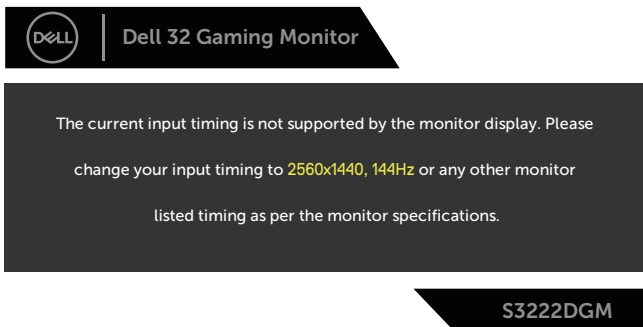 DELL
Dell 32 Gaming Monitor
The current input timing is not supported by the monitor display. Please
change your input timing to 2560x1440, 144Hz or any other monitor
listed timing as per the monitor specifications.
S3222DGM